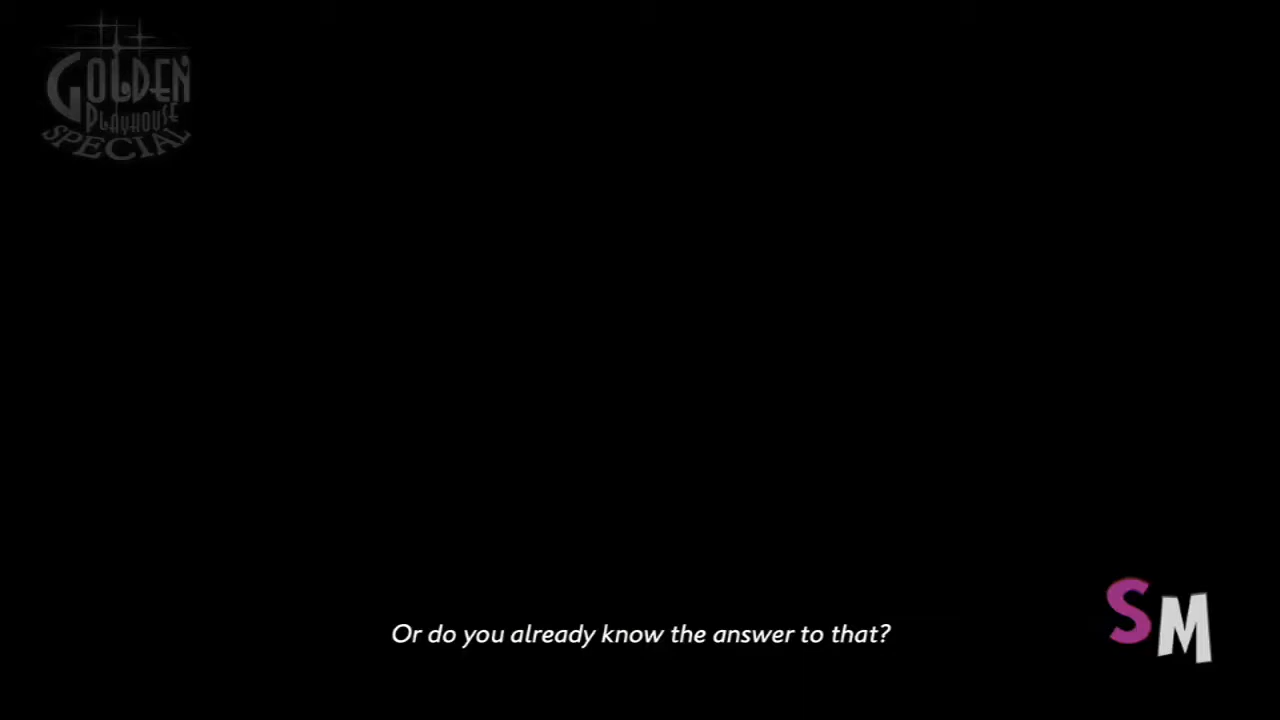 GOLDEN
PLAYHOUSE
SPECIAL
Or do you already know the answer to that?
SM